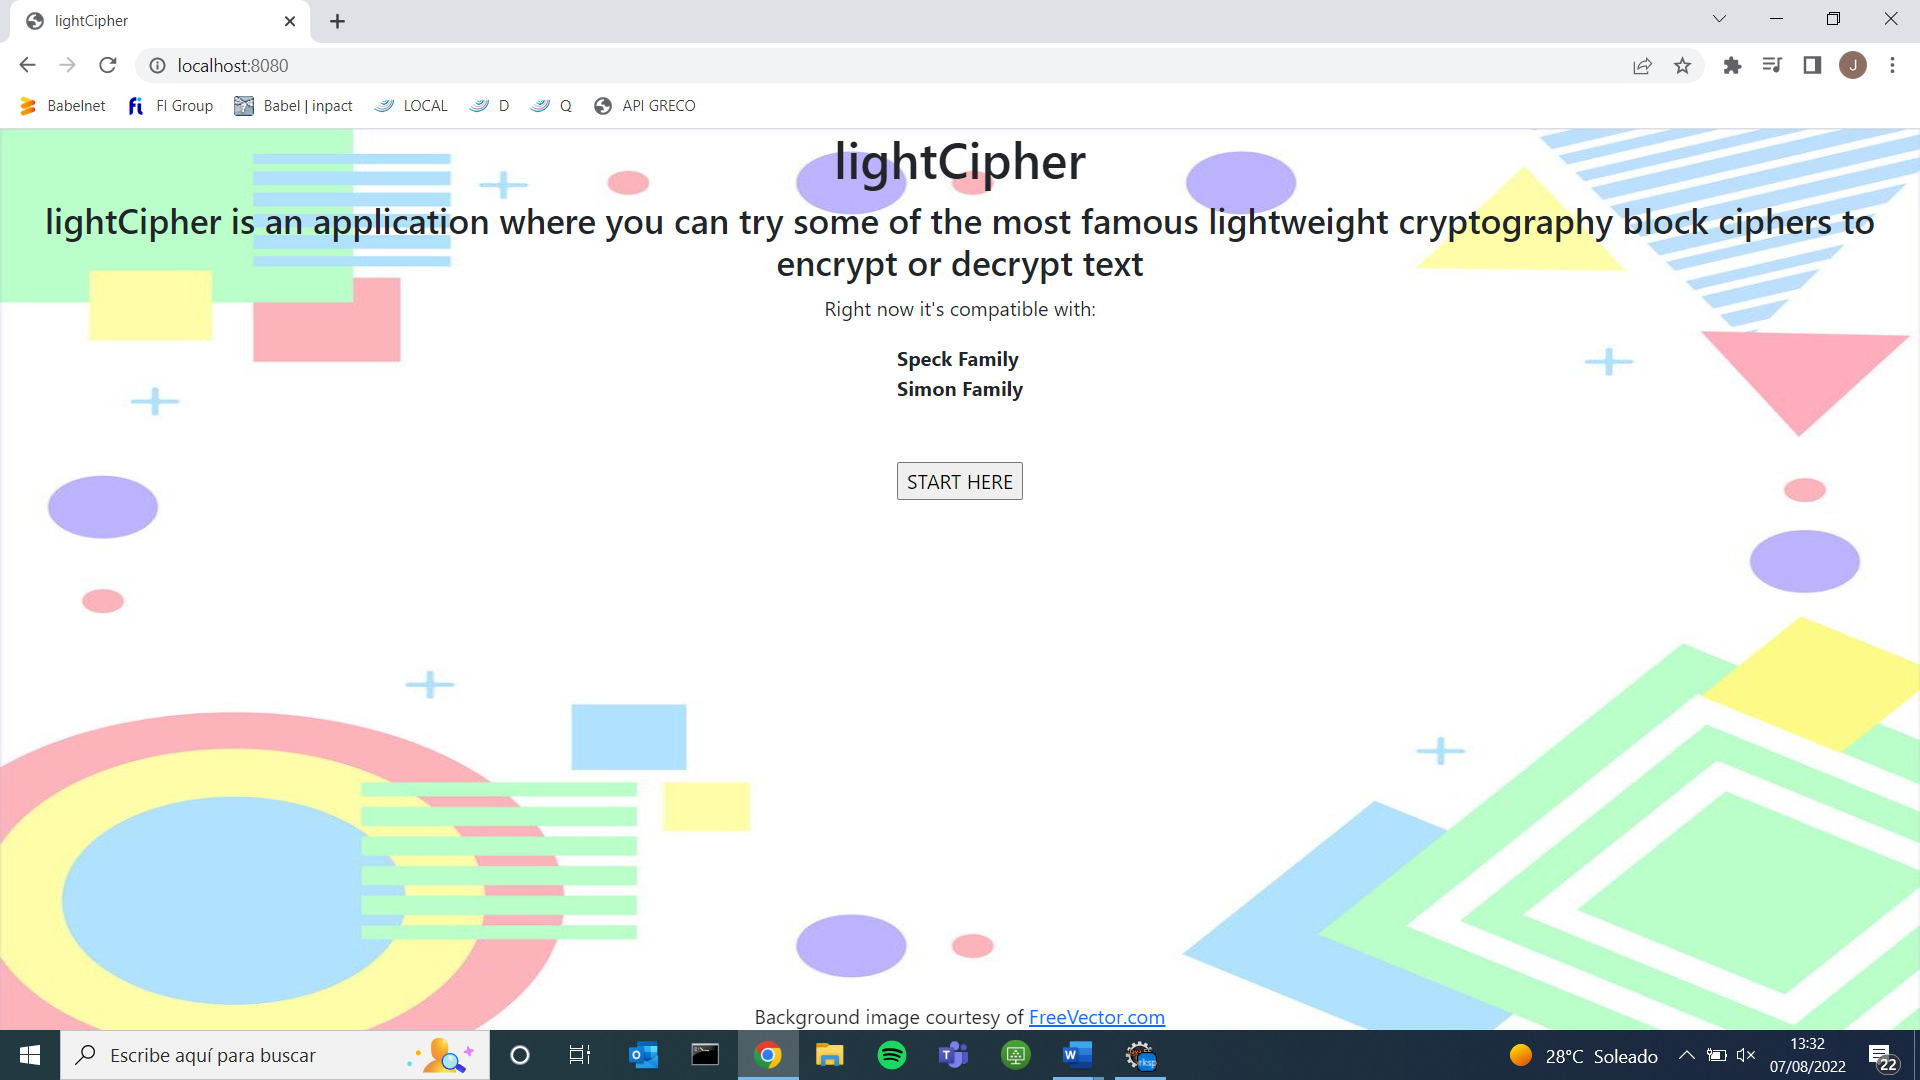 lightCipher
localhost:8080
J
Babelnet FI Group Babel | inpact LOCAL D Q API GRECO
lightCipher
lightCipher is an application where you can try some of the most famous lightweight cryptography block ciphers to
encrypt or decrypt text
Right now it's compatible with:
Speck Family
Simon Family
START HERE
Background image courtesy of FreeVector.com
Escribe aquí para buscar
28°C Soleado
13:32
07/08/2022
22